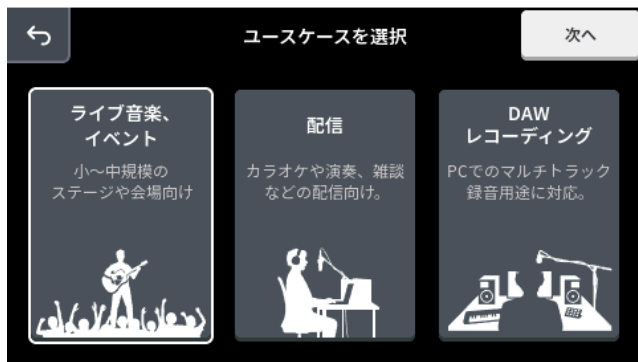 ユースケースを選択
次へ
ライブ音楽、
イベント
小〜中規模の
ステージや会場向け
配信
カラオケや演奏、雑談
などの配信向け。
DAW
レコーディング
PCでのマルチトラック
録音用途に対応。